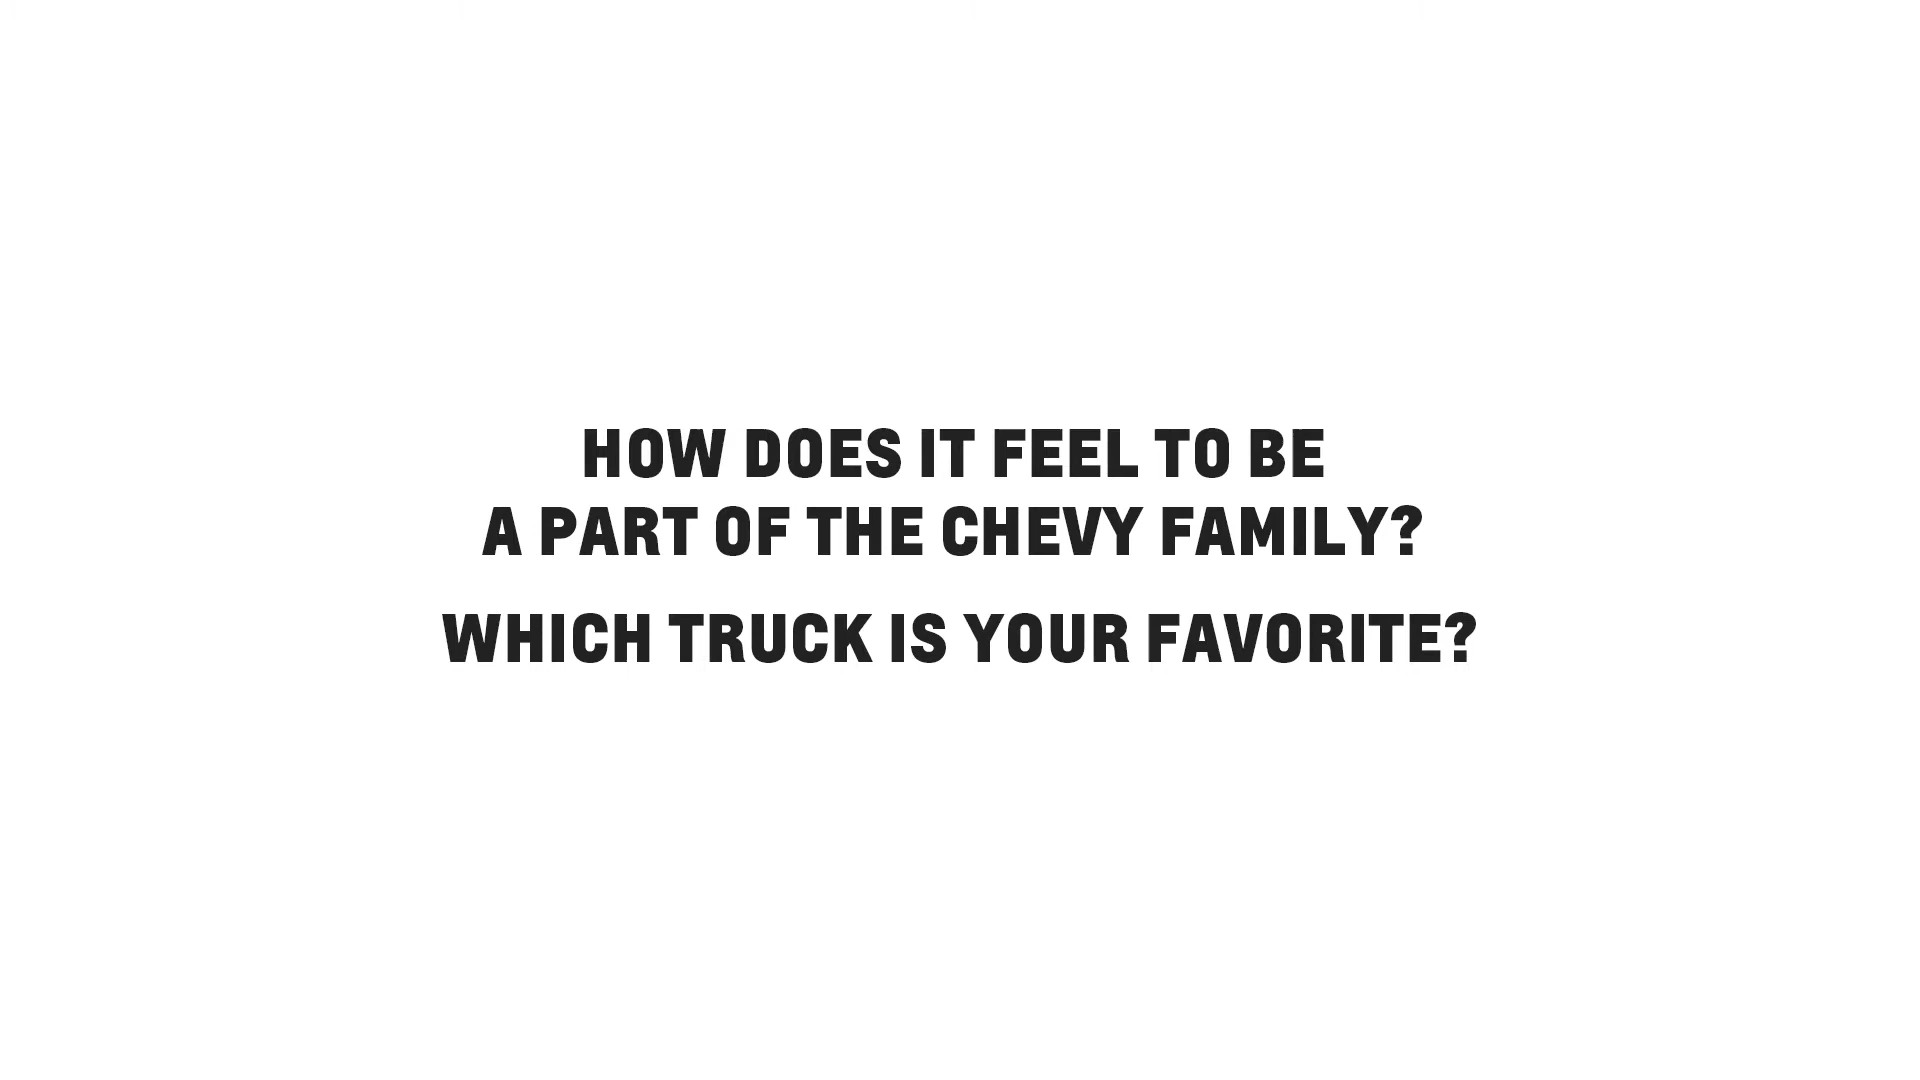 HOW DOES IT FEEL TO BE
A PART OF THE CHEVY FAMILY?
WHICH TRUCK IS YOUR FAVORITE?